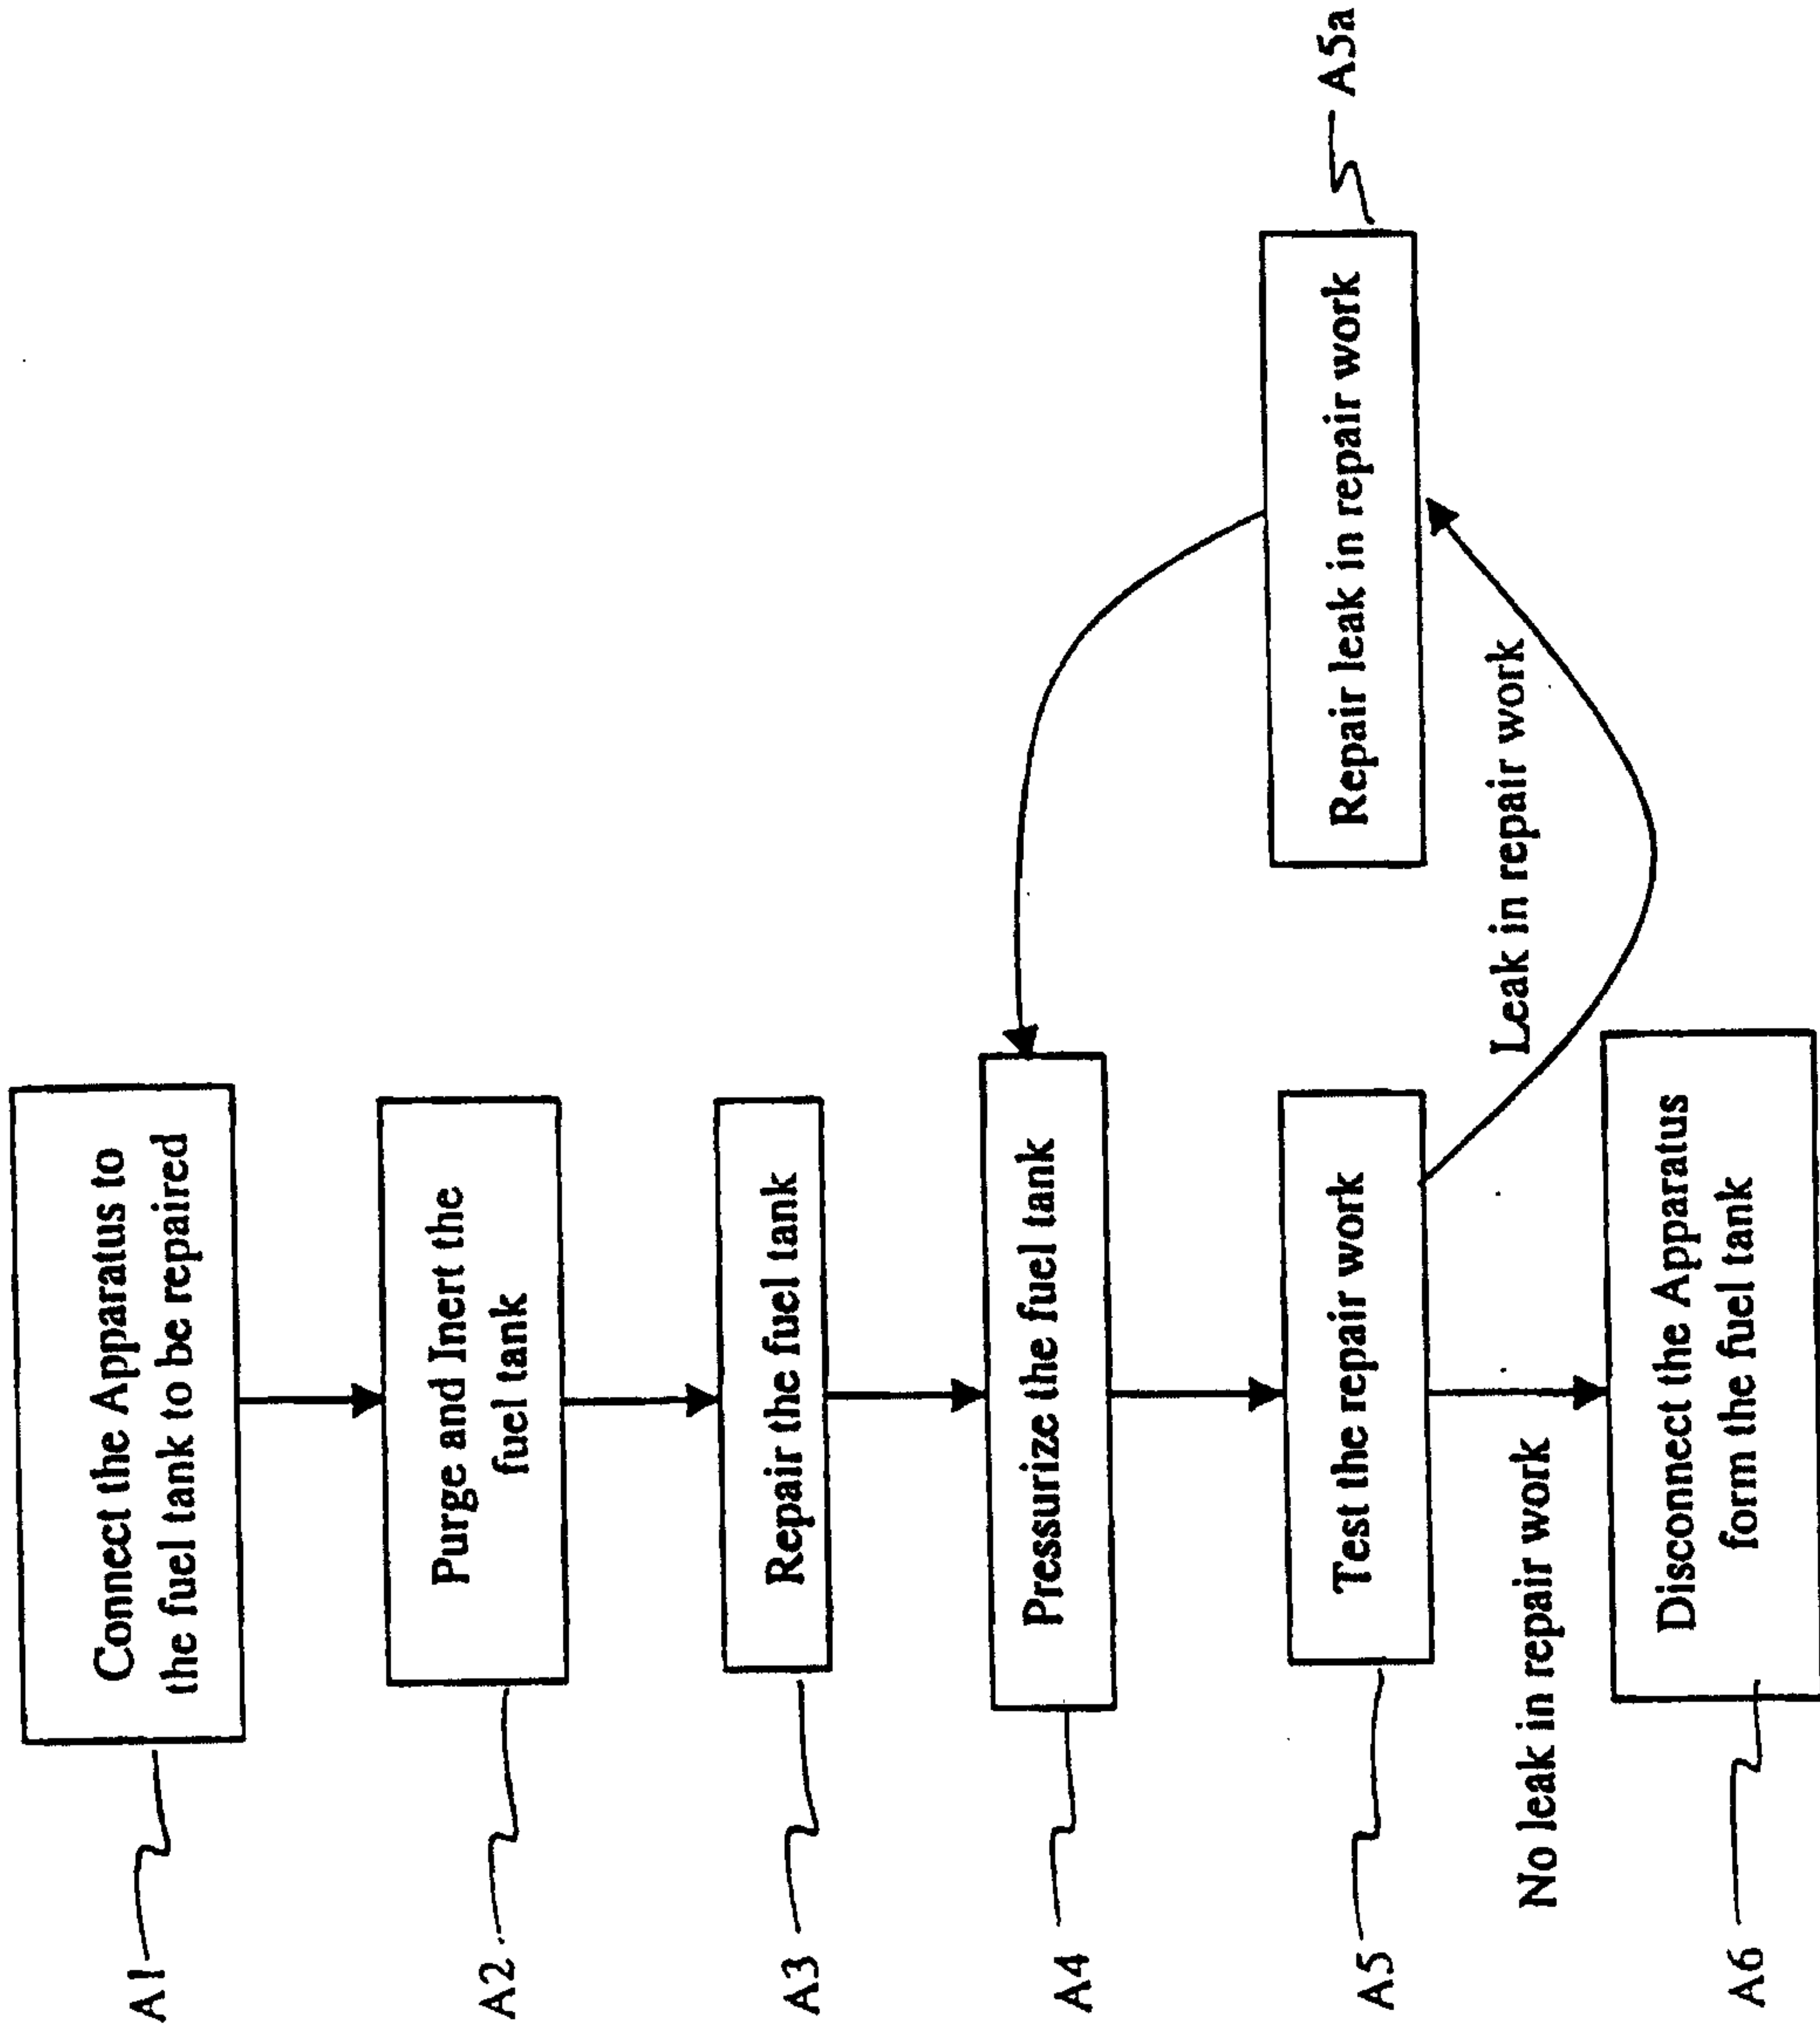 A1
Connect the Apparatus to
the fuel tank to be repaired
A2
Purge and Inert the
fuel tank
A3
Repair the fuel tank
A4
Pressurize the fuel tank
A5
Test the repair work
Repair leak in repair work
A5a
Leak in repair work
No leak in repair work
A6
Disconnect the Apparatus
form the fuel tank